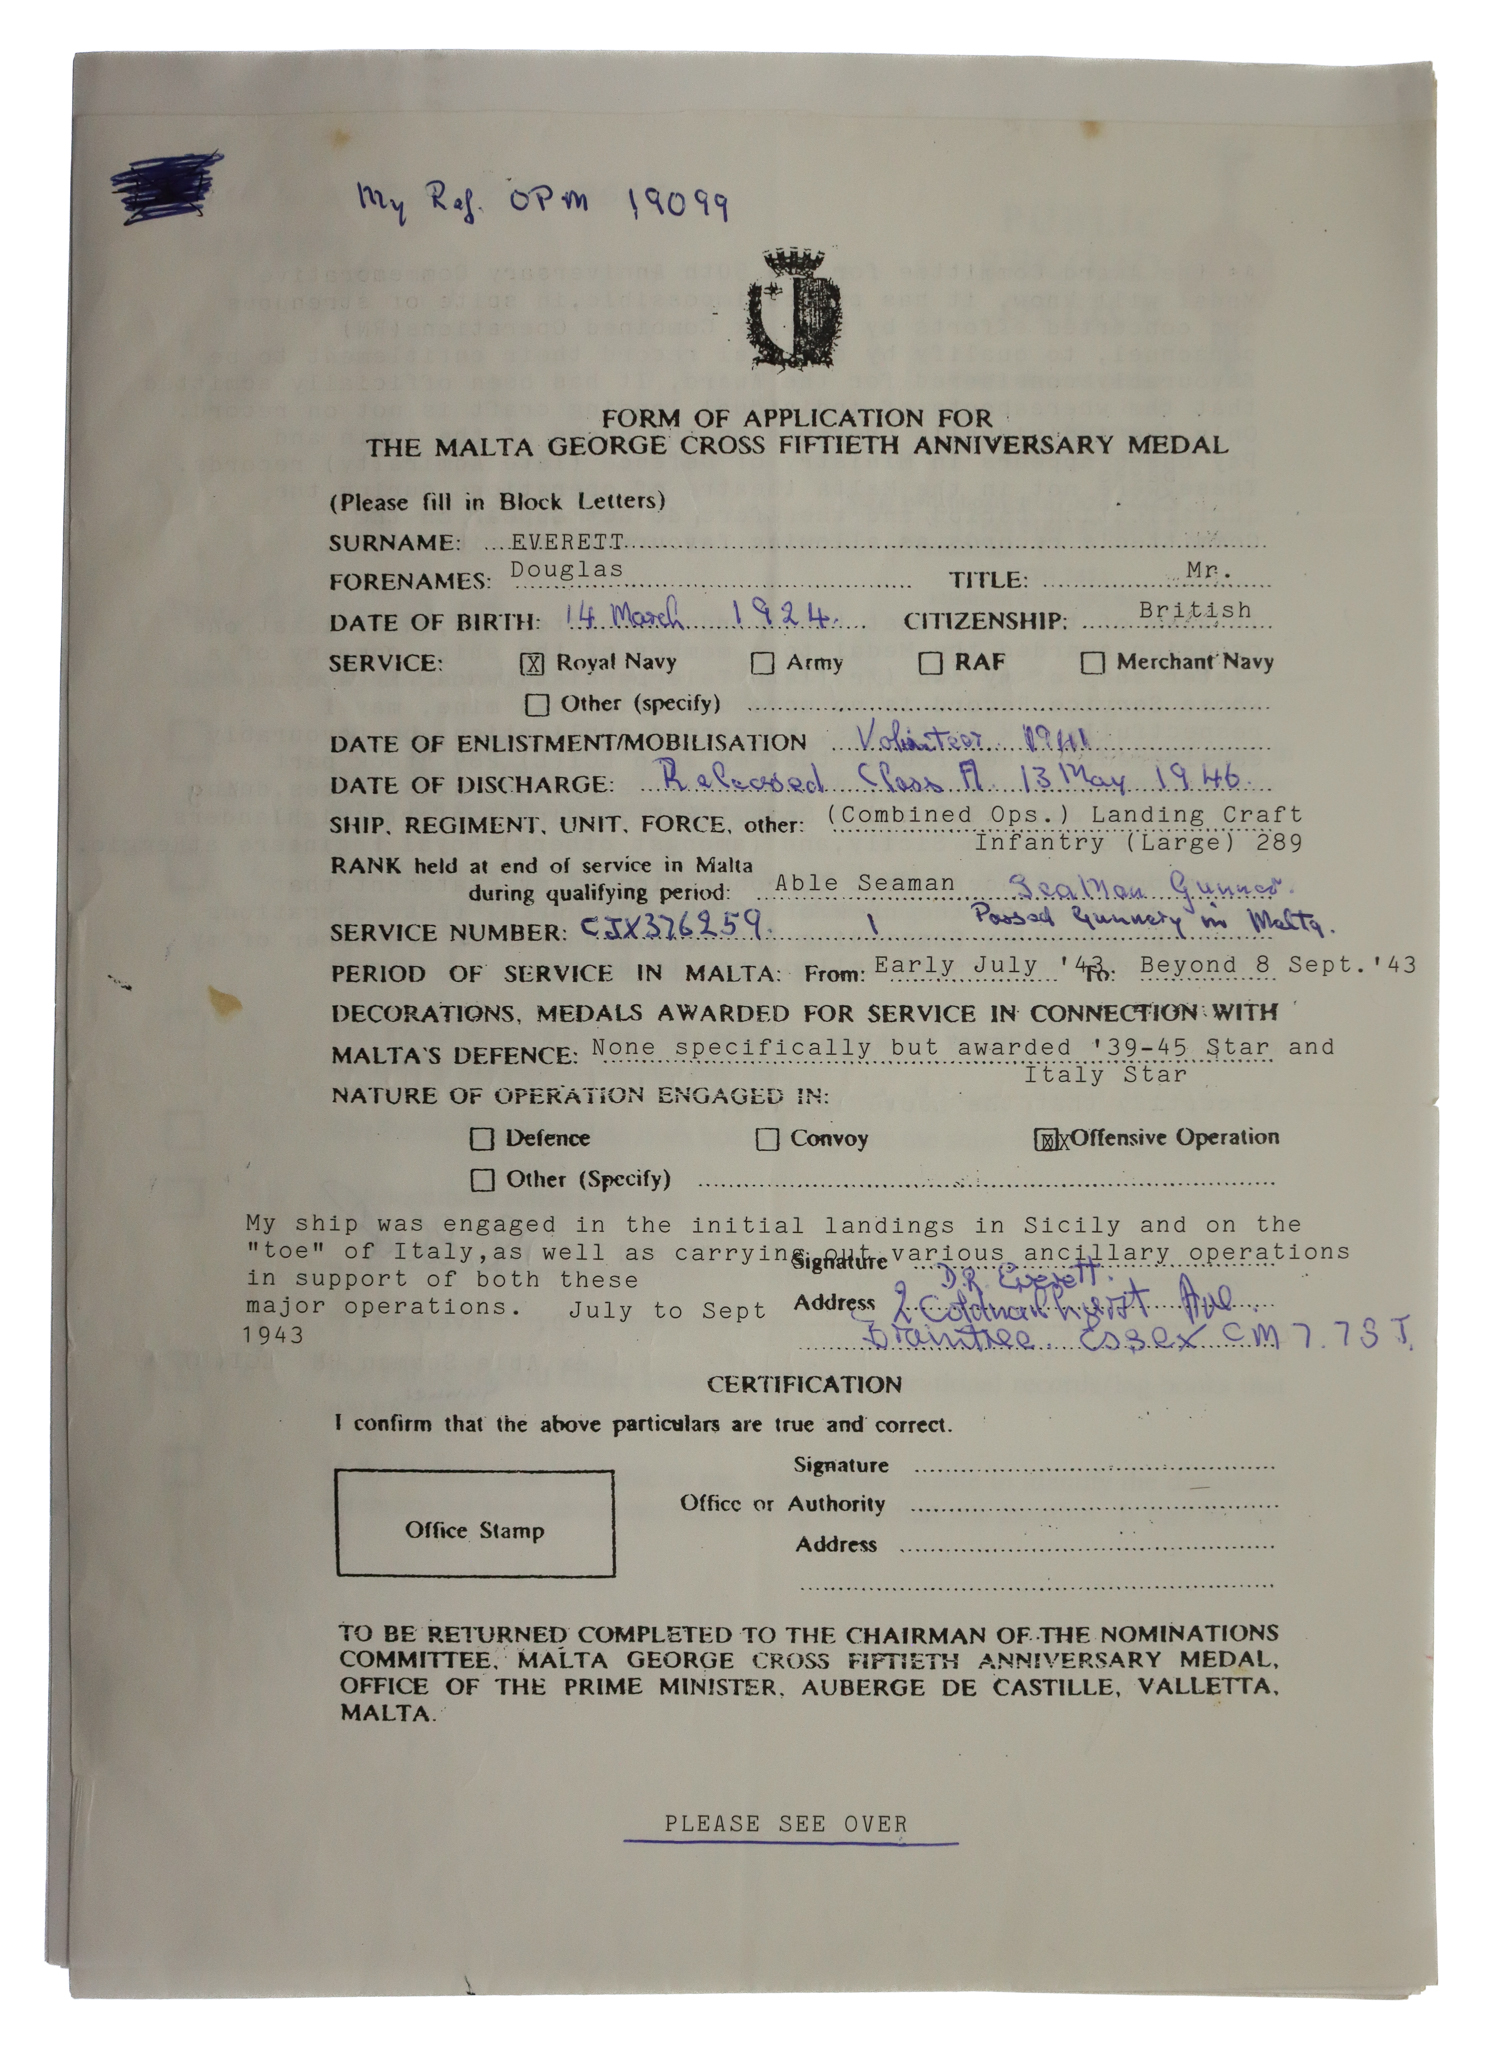 My Ref. OPM 19099
FORM OF APPLICATION FOR
THE MALTA GEORGE CROSS FIFTIETH ANNIVERSARY MEDAL
(Please fill in Block Letters)
SURNAME: EVERETT
FORENAMES: Douglas TITLE: Mr.
DATE OF BIRTH: 14 March 1924. CITIZENSHIP: British
SERVICE: X Royal Navy Army RAF Merchant Navy
Other (specify)
DATE OF ENLISTMENT/MOBILISATION Volunteer 1941
DATE OF DISCHARGE: Released Class A 13 May 1946.
SHIP, REGIMENT, UNIT, FORCE, other: (Combined Ops.) Landing Craft
Infantry (Large) 289
RANK held at end of service in Malta
during qualifying period: Able Seaman Seaman Gunner.
SERVICE NUMBER: CJX376259. 1 Passed Gunnery in Malta.
PERIOD OF SERVICE IN MALTA: From: Early July '43 To: Beyond 8 Sept.'43
DECORATIONS, MEDALS AWARDED FOR SERVICE IN CONNECTION WITH
MALTA'S DEFENCE: None specifically but awarded '39-45 Star and
Italy Star
NATURE OF OPERATION ENGAGED IN:
Defence Convoy X Offensive Operation
Other (Specify)
My ship was engaged in the initial landings in Sicily and on the
"toe" of Italy, as well as carrying out various ancillary operations
Signature D.R. Everett.
in support of both these
major operations. July to Sept
1943
Address 2 Ave.
Braintree. Essex CM7.7ST.
CERTIFICATION
I confirm that the above particulars are true and correct.
Signature
Office or Authority
Office Stamp
Address
TO BE RETURNED COMPLETED TO THE CHAIRMAN OF THE NOMINATIONS
COMMITTEE, MALTA GEORGE CROSS FIFTIETH ANNIVERSARY MEDAL,
OFFICE OF THE PRIME MINISTER, AUBERGE DE CASTILLE, VALLETTA,
MALTA.
PLEASE SEE OVER